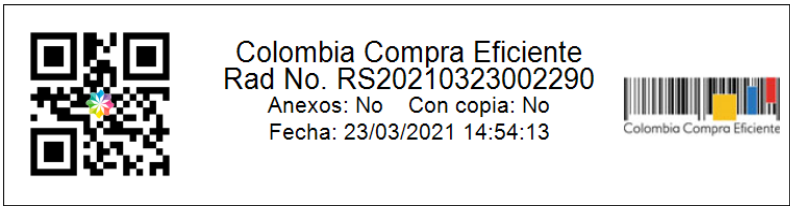 Colombia Compra Eficiente
Rad No. RS20210323002290
Anexos: No Con copia: No
Fecha: 23/03/2021 14:54:13
Colombia Compra Eficiente